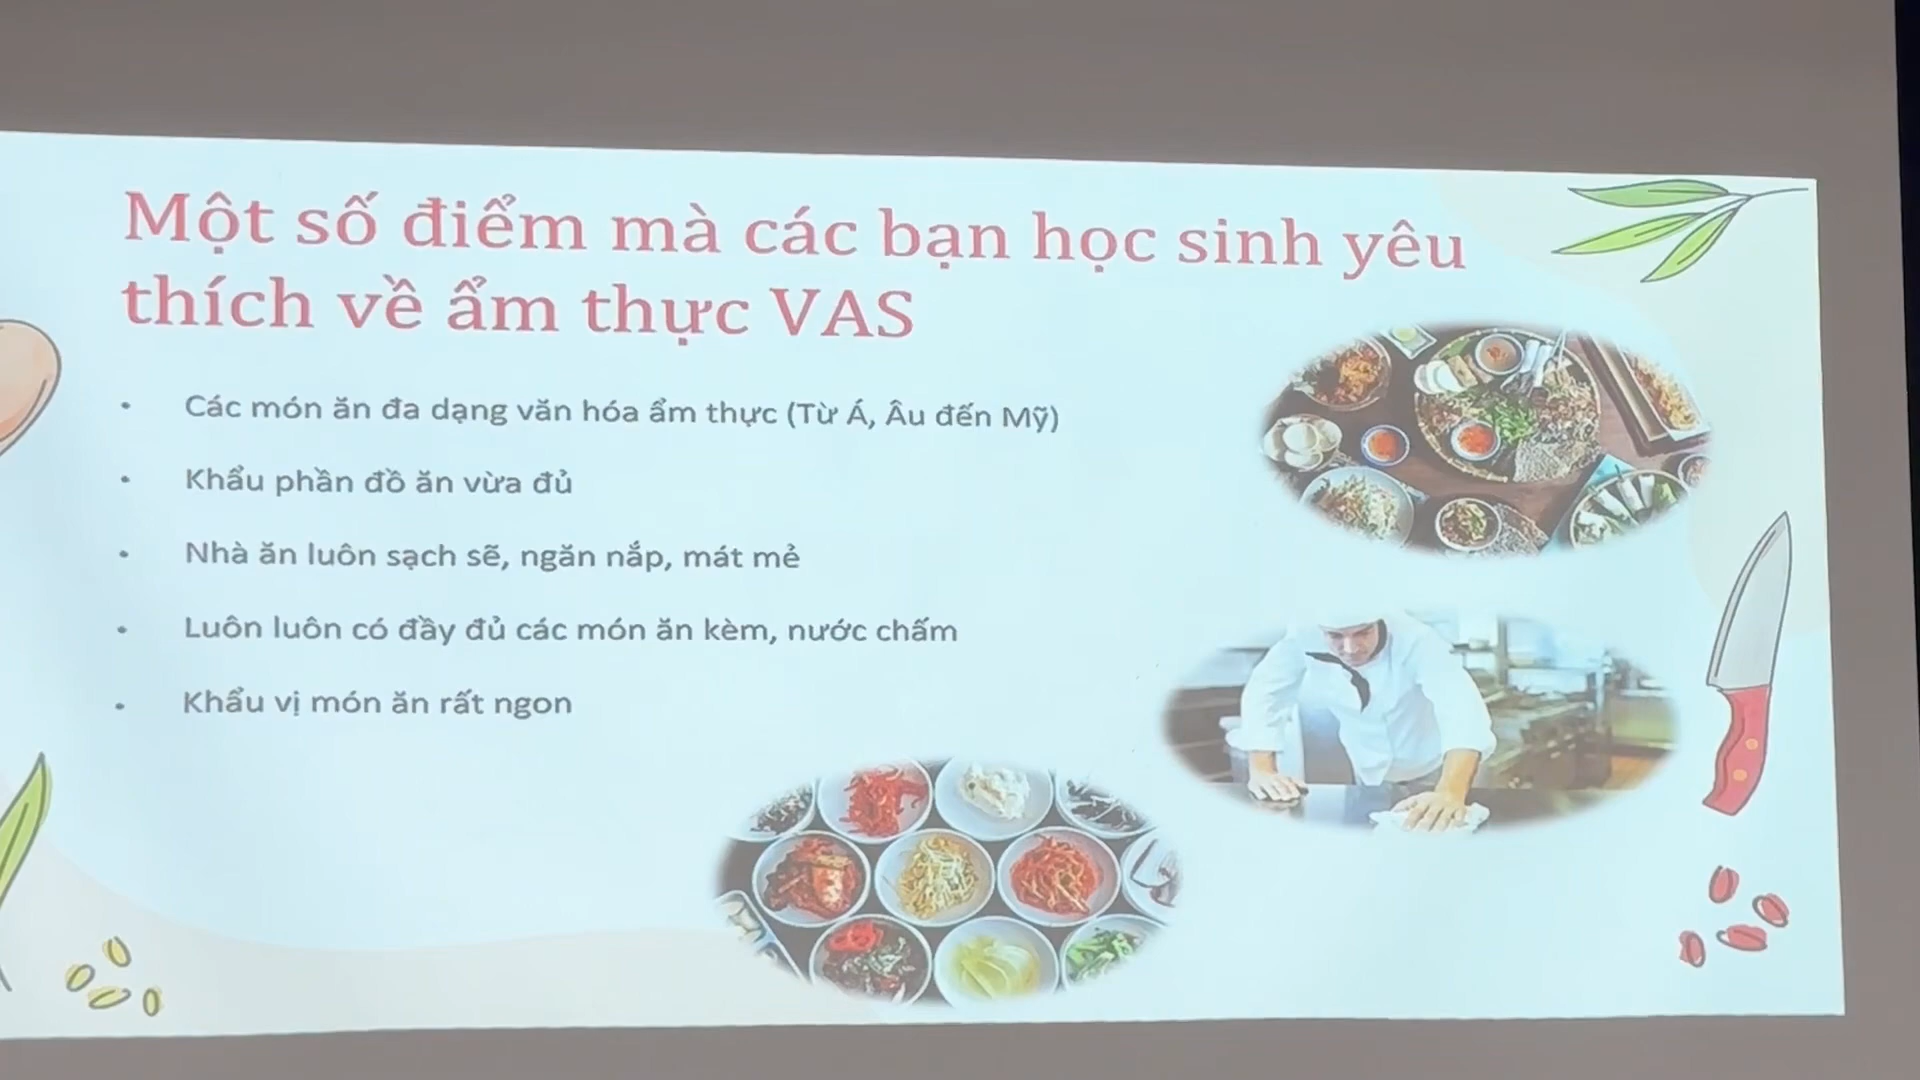 Một số điểm mà các bạn học sinh yêu
thích về ẩm thực VAS
• Các món ăn đa dạng văn hóa ẩm thực (Từ Á, Âu đến Mỹ)
• Khẩu phần đồ ăn vừa đủ
• Nhà ăn luôn sạch sẽ, ngăn nắp, mát mẻ
• Luôn luôn có đầy đủ các món ăn kèm, nước chấm
• Khẩu vị món ăn rất ngon